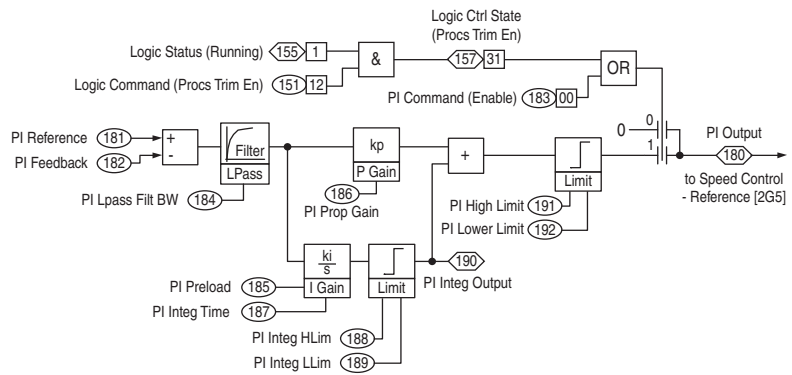 Logic Ctrl State
(Procs Trim En)
Logic Status (Running) 155 1
&
157 31
OR
Logic Command (Procs Trim En) 151 12
PI Command (Enable) 183 00
0 0
PI Reference 181 +
PI Feedback 182 -
Filter
LPass
kp
P Gain
+
Limit
1
PI Output
180
to Speed Control
- Reference [2G5]
PI Lpass Filt BW 184
186
PI Prop Gain
PI High Limit 191
PI Lower Limit 192
ki
s
I Gain
Limit
190
PI Integ Output
PI Preload 185
PI Integ Time 187
PI Integ HLim 188
PI Integ LLim 189